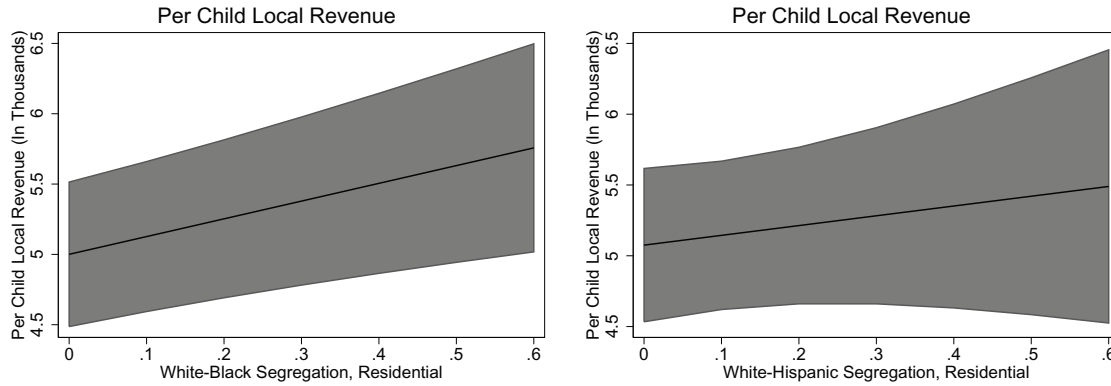 Per Child Local Revenue
Per Child Local Revenue (In Thousands)
6.5
6
5.5
5
4.5
0 .1 .2 .3 .4 .5 .6
White-Black Segregation, Residential
Per Child Local Revenue
Per Child Local Revenue (In Thousands)
6.5
6
5.5
5
4.5
0 .1 .2 .3 .4 .5 .6
White-Hispanic Segregation, Residential